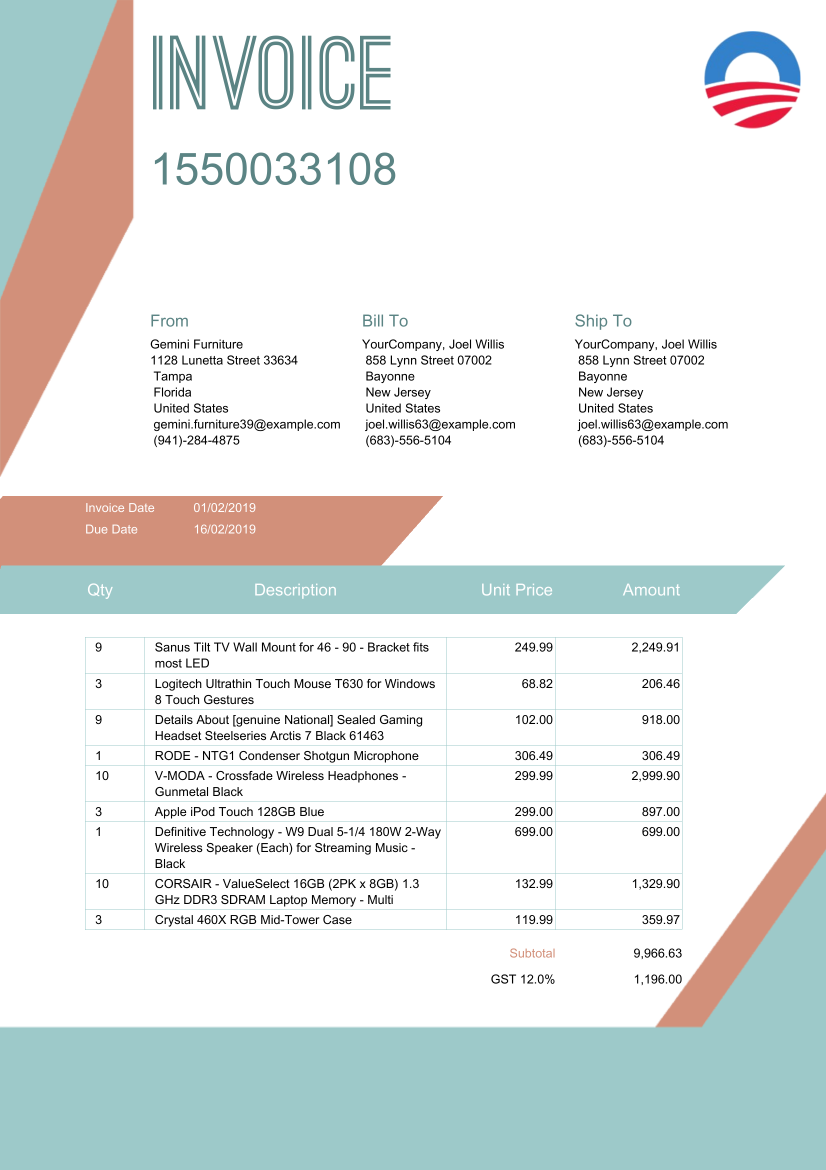 INVOICE
1550033108
From
Gemini Furniture
1128 Lunetta Street 33634
Tampa
Florida
United States
gemini.furniture39@example.com
(941)-284-4875
Bill To
YourCompany, Joel Willis
858 Lynn Street 07002
Bayonne
New Jersey
United States
joel.willis63@example.com
(683)-556-5104
Ship To
YourCompany, Joel Willis
858 Lynn Street 07002
Bayonne
New Jersey
United States
joel.willis63@example.com
(683)-556-5104
Invoice Date 01/02/2019
Due Date 16/02/2019
Qty Description Unit Price Amount
9 Sanus Tilt TV Wall Mount for 46 - 90 - Bracket fits 249.99 2,249.91
most LED
3 Logitech Ultrathin Touch Mouse T630 for Windows 68.82 206.46
8 Touch Gestures
9 Details About [genuine National] Sealed Gaming 102.00 918.00
Headset Steelseries Arctis 7 Black 61463
1 RODE - NTG1 Condenser Shotgun Microphone 306.49 306.49
10 V-MODA - Crossfade Wireless Headphones - 299.99 2,999.90
Gunmetal Black
3 Apple iPod Touch 128GB Blue 299.00 897.00
1 Definitive Technology - W9 Dual 5-1/4 180W 2-Way 699.00 699.00
Wireless Speaker (Each) for Streaming Music -
Black
10 CORSAIR - ValueSelect 16GB (2PK x 8GB) 1.3 132.99 1,329.90
GHz DDR3 SDRAM Laptop Memory - Multi
3 Crystal 460X RGB Mid-Tower Case 119.99 359.97
Subtotal 9,966.63
GST 12.0% 1,196.00